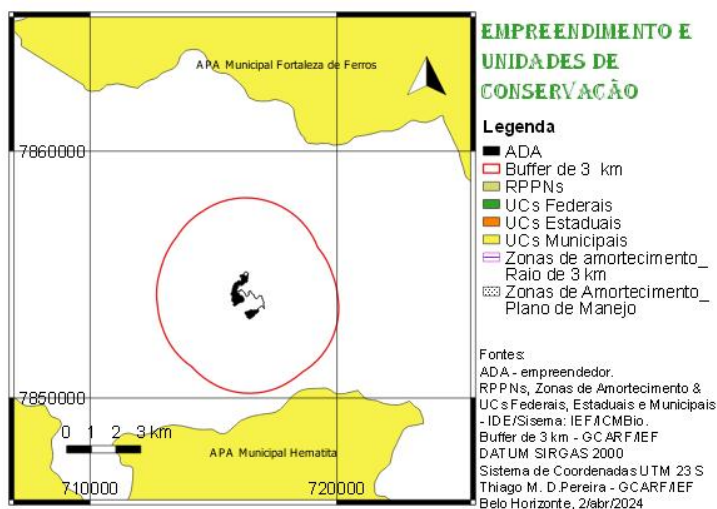 EMPREENDIMENTO E
UNIDADES DE
CONSERVAÇÃO
APA Municipal Fortaleza de Ferros
7860000
7850000
0 1 2 3 km
APA Municipal Hematita
710000
720000
Legenda
ADA
Buffer de 3 km
RPPNs
UCs Federais
UCs Estaduais
UCs Municipais
Zonas de amortecimento_
Raio de 3 km
Zonas de Amortecimento_
Plano de Manejo
Fontes:
ADA - empreendedor.
RPPNs, Zonas de Amortecimento &
UCs Federais, Estaduais e Municipais
- IDE/Sisema: IEF/ICMBio.
Buffer de 3 km - GCARF/IEF
DATUM SIRGAS 2000
Sistema de Coordenadas UTM 23 S
Thiago M. D.Pereira - GCARF/IEF
Belo Horizonte, 2/abr/2024